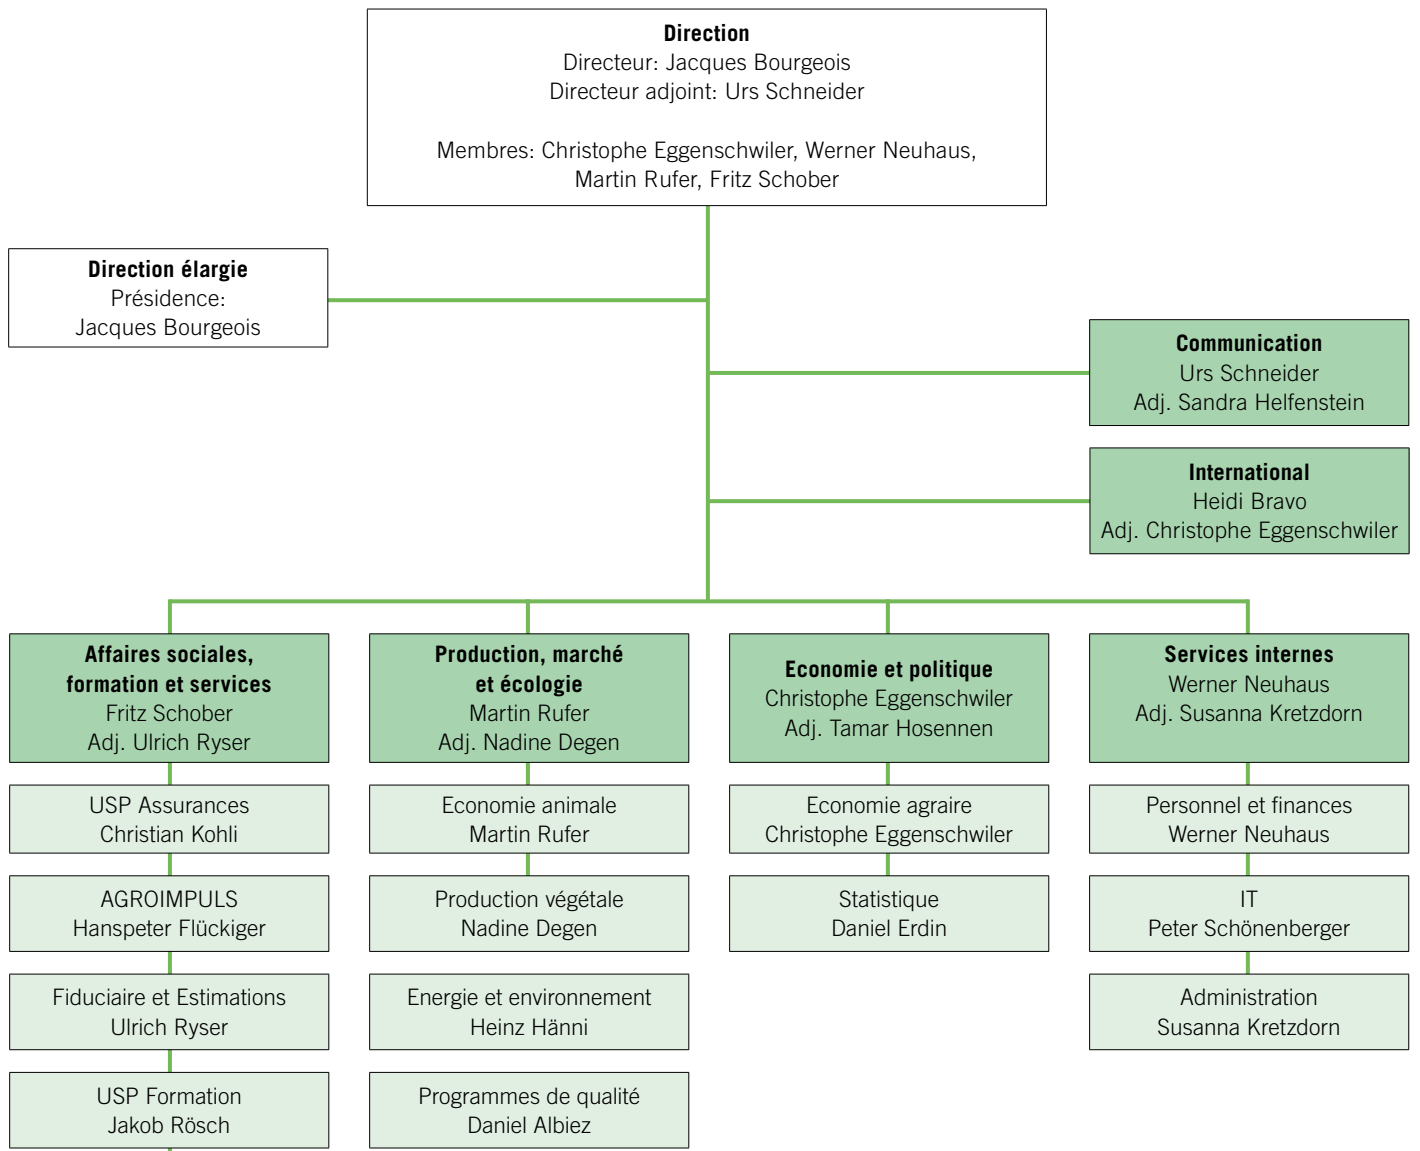 Direction
Directeur: Jacques Bourgeois
Directeur adjoint: Urs Schneider
Membres: Christophe Eggenschwiler, Werner Neuhaus,
Martin Rufer, Fritz Schober
Direction élargie
Présidence:
Jacques Bourgeois
Communication
Urs Schneider
Adj. Sandra Helfenstein
International
Heidi Bravo
Adj. Christophe Eggenschwiler
Affaires sociales,
formation et services
Fritz Schober
Adj. Ulrich Ryser
Production, marché
et écologie
Martin Rufer
Adj. Nadine Degen
Economie et politique
Christophe Eggenschwiler
Adj. Tamar Hosennen
Services internes
Werner Neuhaus
Adj. Susanna Kretzdorn
USP Assurances
Christian Kohli
Economie animale
Martin Rufer
Economie agraire
Christophe Eggenschwiler
Personnel et finances
Werner Neuhaus
AGROIMPULS
Hanspeter Flückiger
Production végétale
Nadine Degen
Statistique
Daniel Erdin
IT
Peter Schönenberger
Fiduciaire et Estimations
Ulrich Ryser
Energie et environnement
Heinz Hänni
Administration
Susanna Kretzdorn
USP Formation
Jakob Rösch
Programmes de qualité
Daniel Albiez